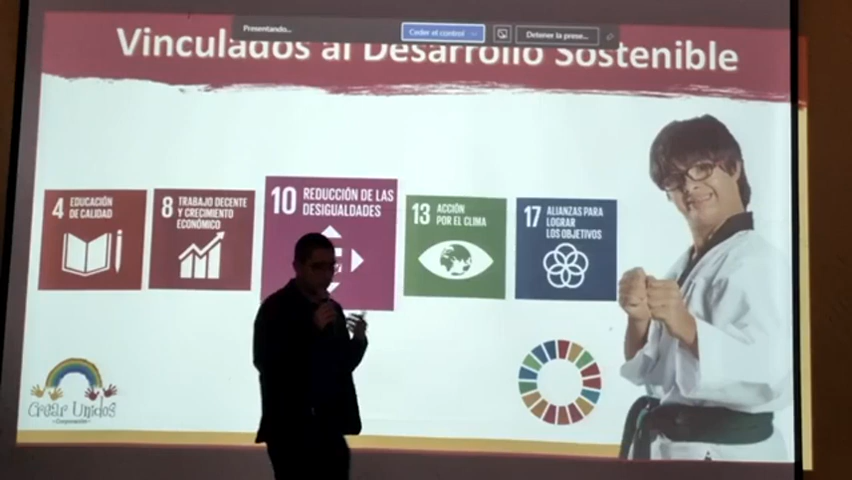 Presentando...
Ceder el control
Detener la prese...
Vinculados al Desarrollo Sostenible
4 EDUCACIÓN
DE CALIDAD
8 TRABAJO DECENTE
Y CRECIMIENTO
ECONÓMICO
10 REDUCCIÓN DE LAS
DESIGUALDADES
13 ACCIÓN
POR EL CLIMA
17 ALIANZAS PARA
LOGRAR
LOS OBJETIVOS
Crear Unidos
Corporación